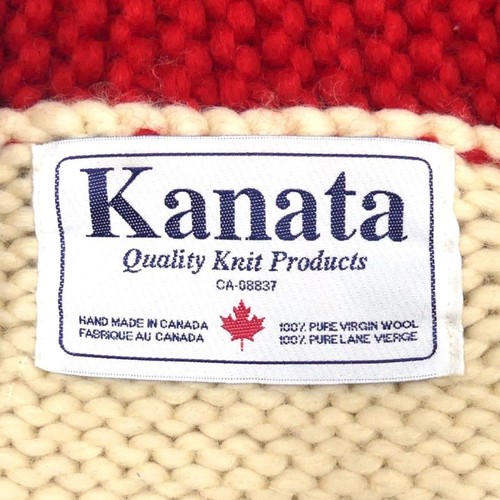 Kanata
Quality Knit Products
CA-08837
HAND MADE IN CANADA
FABRIQUE AU CANADA
100% PURE VIRGIN WOOL
100% PURE LANE VIERGE